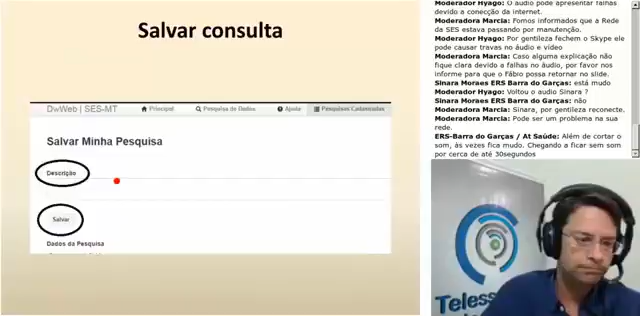 Salvar consulta
DwWeb | SES-MT
Principal
Pesquisa de Dados
Ajuda
Pesquisas Cadastradas
Salvar Minha Pesquisa
Descrição
Salvar
Dados da Pesquisa
Moderador Hyago: O áudio pode apresentar falhas
devido a conecção da internet.
Moderadora Marcia: Fomos informados que a Rede
da SES estava passando por manutenção.
Moderador Hyago: Por gentileza fechem o Skype ele
pode causar travas no áudio e vídeo
Moderadora Marcia: Caso alguma explicação não
fique clara devido a falhas no áudio, por favor nos
informe para que o Fábio possa retornar no slide.
Sinara Moraes ERS Barra do Garças: está mudo
Moderador Hyago: Voltou o audio Sinara ?
Sinara Moraes ERS Barra do Garças: não
Moderadora Marcia: Sinara, por gentileza reconecte.
Moderadora Marcia: Pode ser um problema na sua
rede.
ERS-Barra do Garças / At Saúde: Além de cortar o
som, às vezes fica mudo. Chegando a ficar sem som
por cerca de até 30segundos
Teless